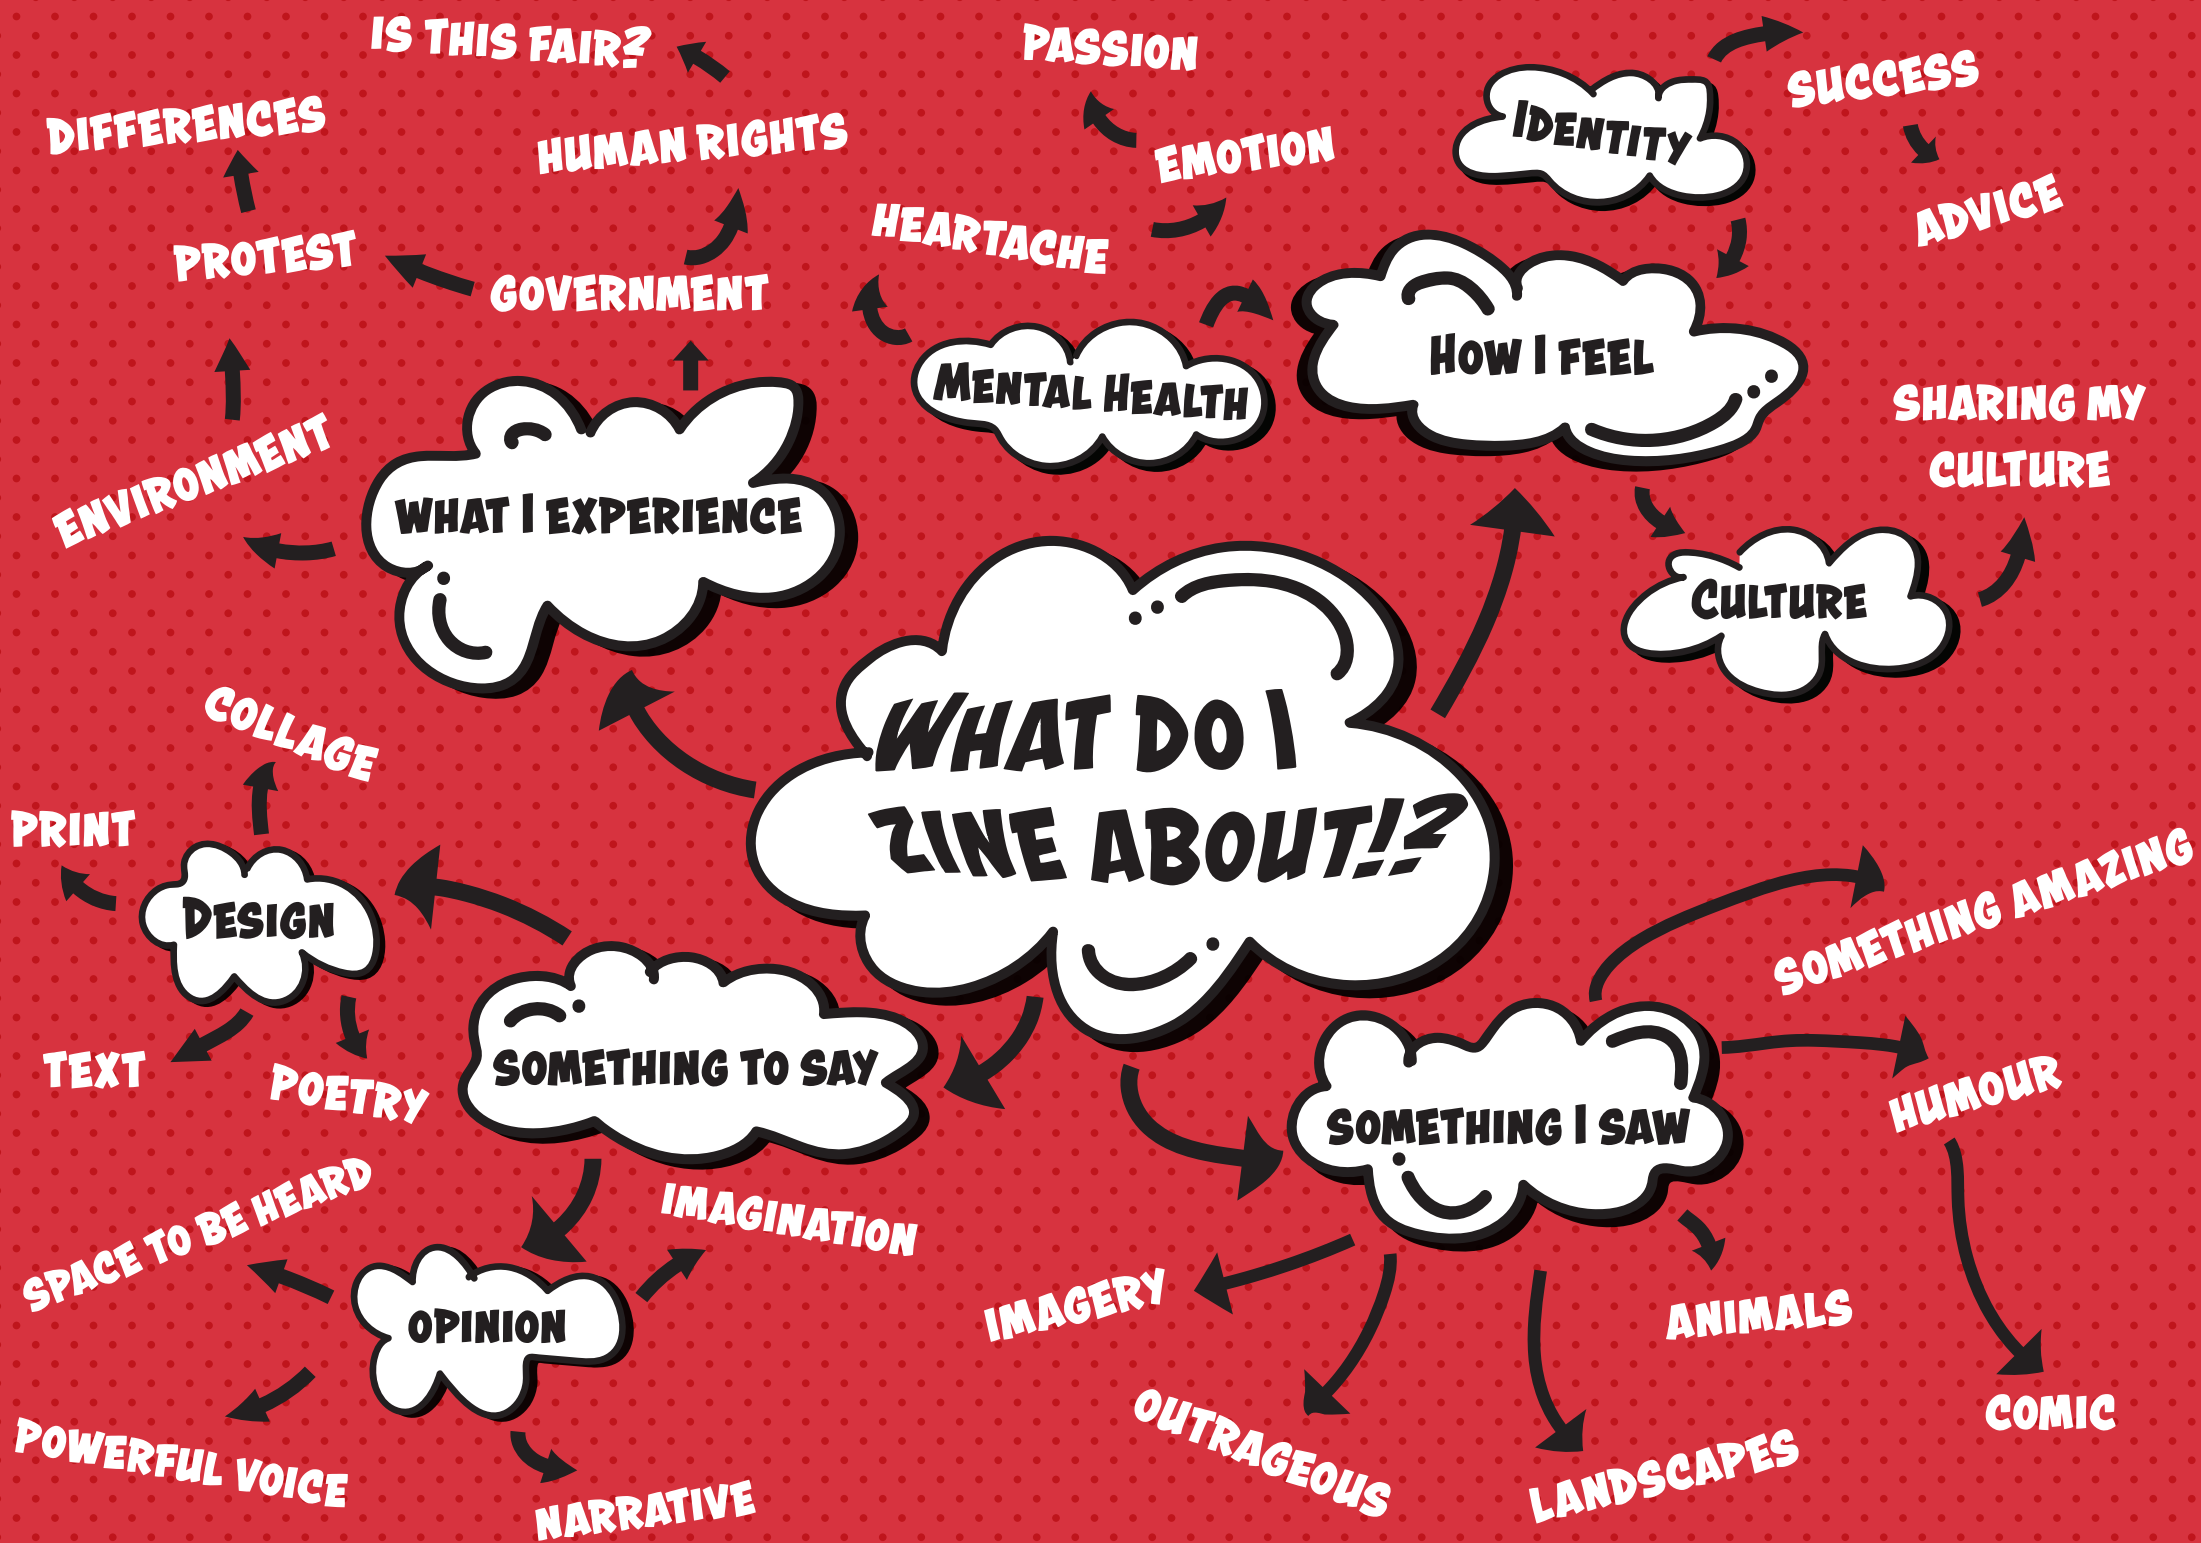 IS THIS FAIR?
PASSION
SUCCESS
IDENTITY
DIFFERENCES
HUMAN RIGHTS
EMOTION
ADVICE
HEARTACHE
PROTEST
GOVERNMENT
HOW I FEEL
MENTAL HEALTH
SHARING MY
CULTURE
ENVIRONMENT
WHAT I EXPERIENCE
CULTURE
COLLAGE
WHAT DO I
ZINE ABOUT!?
PRINT
DESIGN
SOMETHING AMAZING
TEXT
POETRY
SOMETHING TO SAY
SOMETHING I SAW
HUMOUR
SPACE TO BE HEARD
IMAGINATION
OPINION
IMAGERY
ANIMALS
POWERFUL VOICE
NARRATIVE
OUTRAGEOUS
LANDSCAPES
COMIC